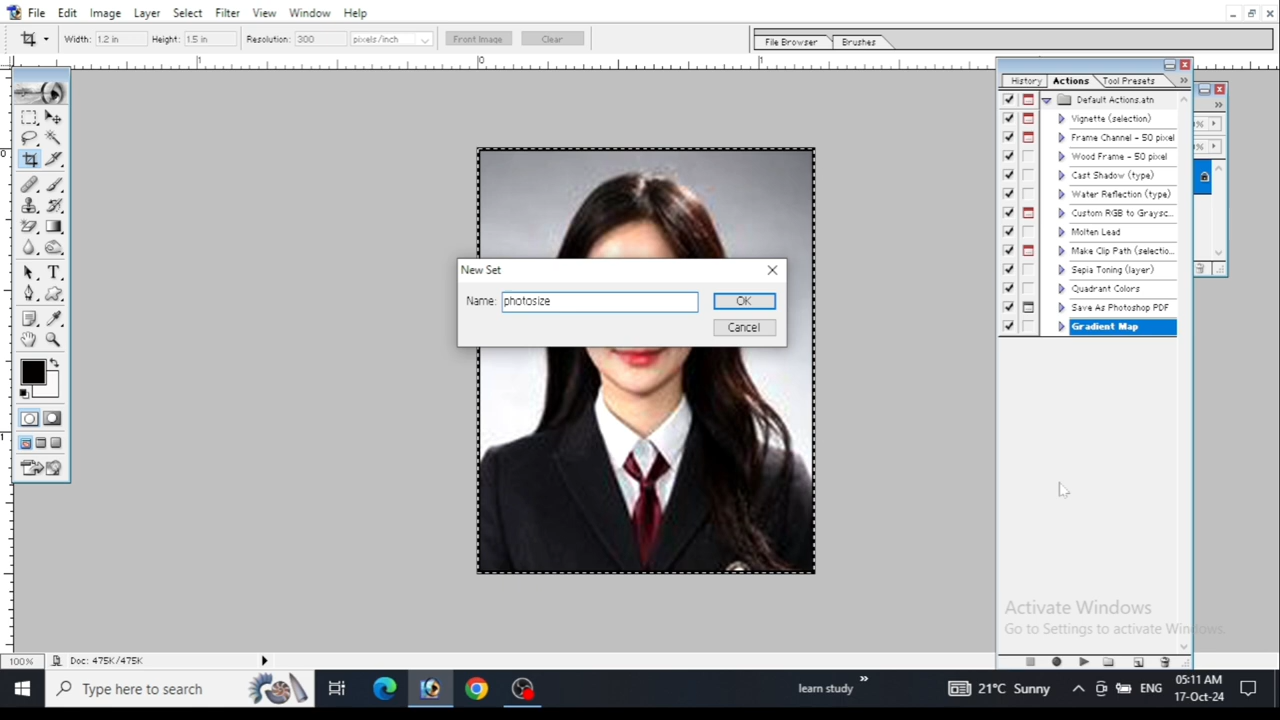 File Edit Image Layer Select Filter View Window Help
Width: 1.2 in Height: 1.5 in Resolution: 300 pixels/inch Front Image Clear
File Browser Brushes
1 0 1
History Actions Tool Presets
Default Actions.atn
Vignette (selection)
Frame Channel - 50 pixel
Wood Frame - 50 pixel
Cast Shadow (type)
Water Reflection (type)
Custom RGB to Graysc...
Molten Lead
Make Clip Path (selectio...
Sepia Toning (layer)
Quadrant Colors
Save As Photoshop PDF
Gradient Map
0
1
New Set
Name: photosize OK
Cancel
Activate Windows
Go to Settings to activate Windows.
100% Doc: 475K/475K
Type here to search
learn study
21°C Sunny
ENG
05:11 AM
17-Oct-24